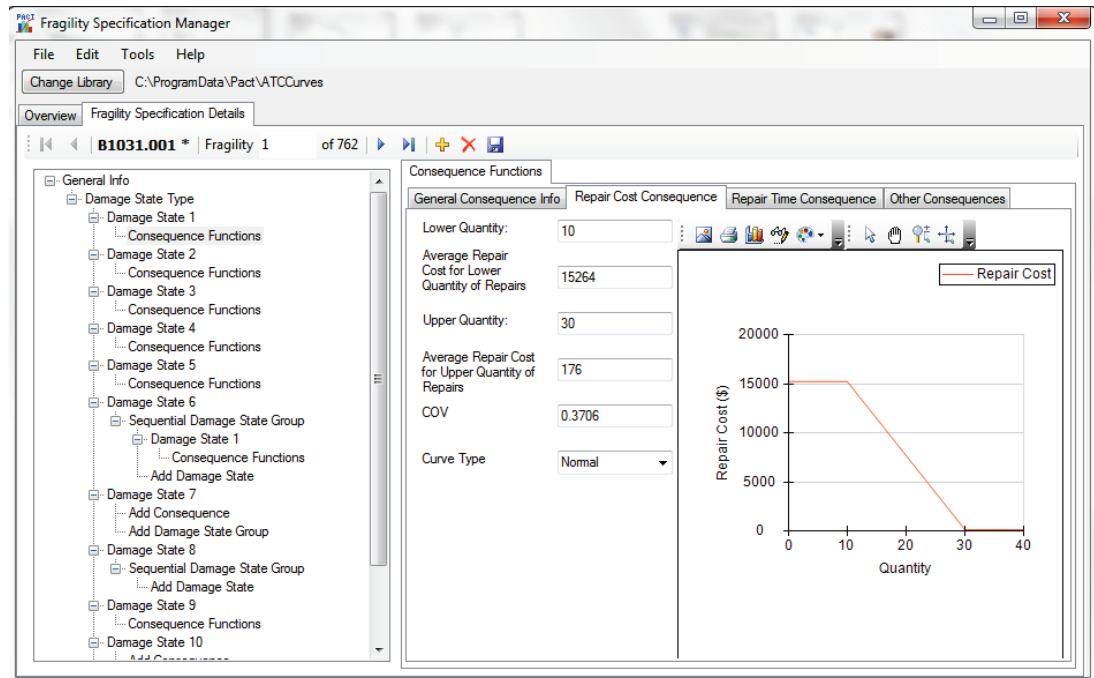 PACT
Fragility Specification Manager
File Edit Tools Help
Change Library C:\ProgramData\Pact\ATCCurves
Overview Fragility Specification Details
B1031.001 * Fragility 1 of 762
General Info
Damage State Type
Damage State 1
Consequence Functions
Damage State 2
Consequence Functions
Damage State 3
Consequence Functions
Damage State 4
Consequence Functions
Damage State 5
Consequence Functions
Damage State 6
Sequential Damage State Group
Damage State 1
Consequence Functions
Add Damage State
Damage State 7
Add Consequence
Add Damage State Group
Damage State 8
Sequential Damage State Group
Add Damage State
Damage State 9
Consequence Functions
Damage State 10
Add Consequence
Consequence Functions
General Consequence Info Repair Cost Consequence Repair Time Consequence Other Consequences
Lower Quantity: 10
Average Repair
Cost for Lower
Quantity of Repairs
15264
Upper Quantity: 30
Average Repair Cost
for Upper Quantity of
Repairs
176
COV 0.3706
Curve Type Normal
Repair Cost
20000
15000
10000
5000
0
Repair Cost ($)
0 10 20 30 40
Quantity